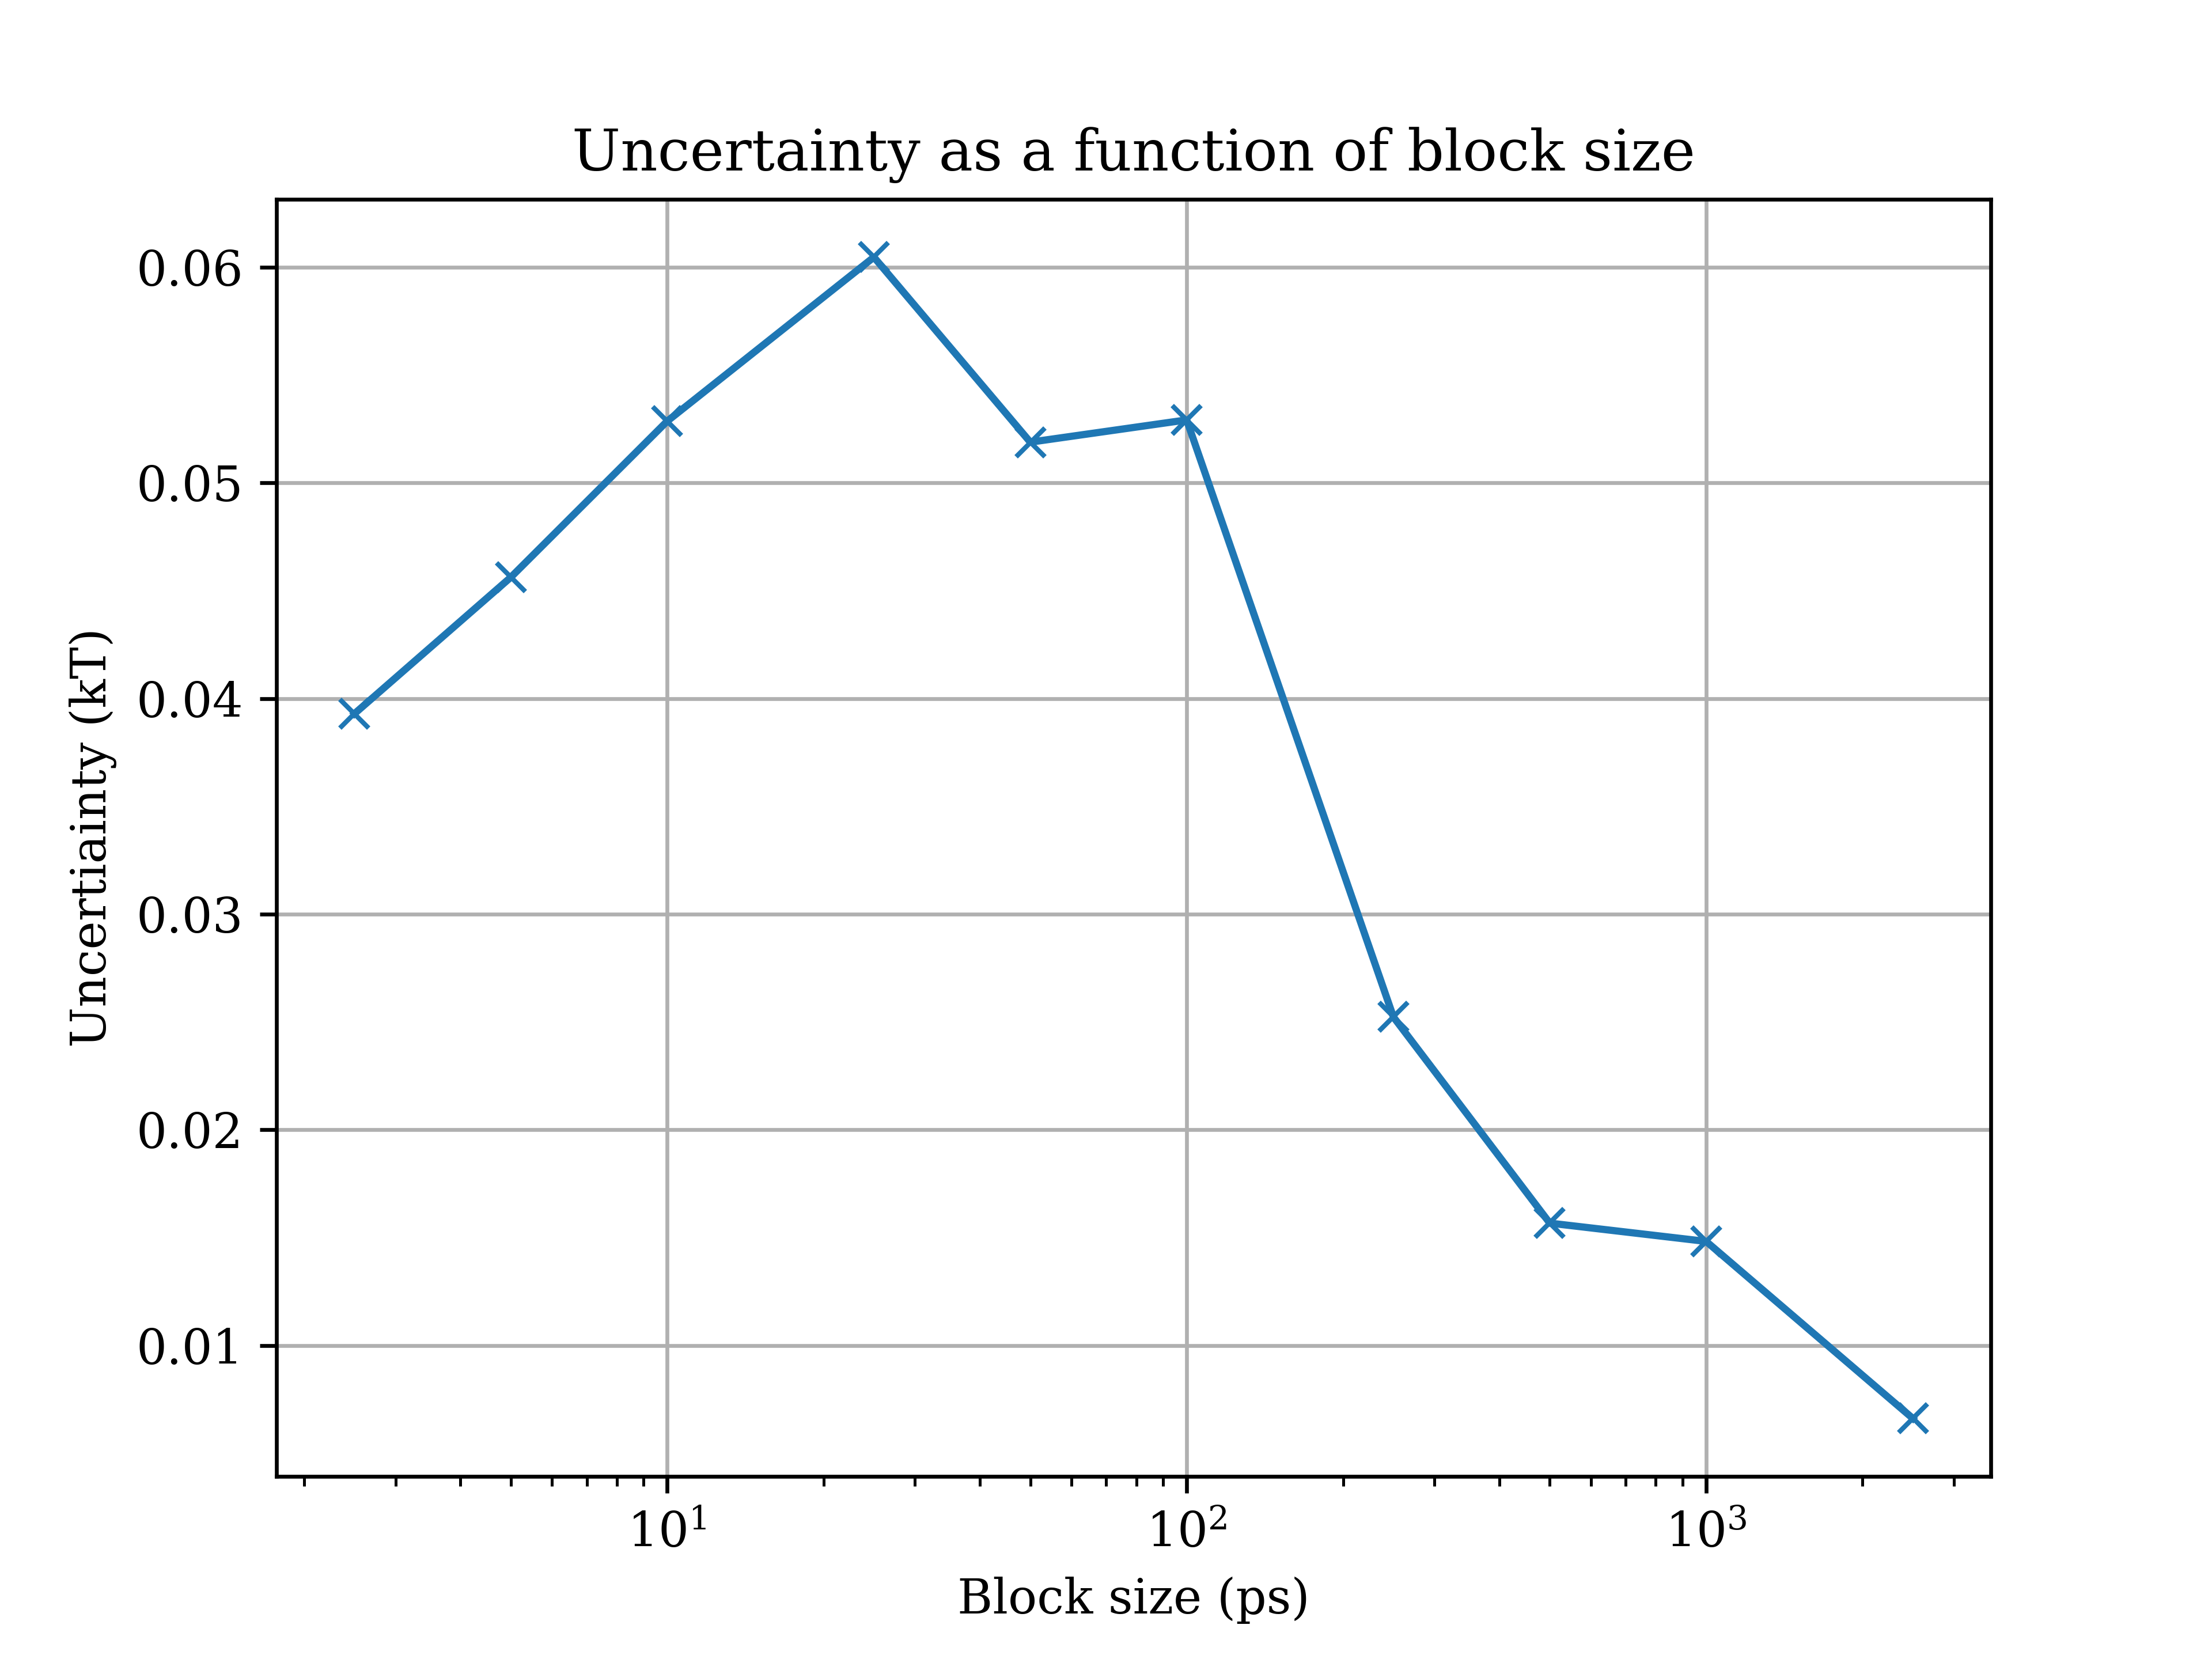 Uncertainty as a function of block size
0.06
0.05
0.04
0.03
0.02
0.01
Uncertiainty (kT)
10¹ 10² 10³
Block size (ps)